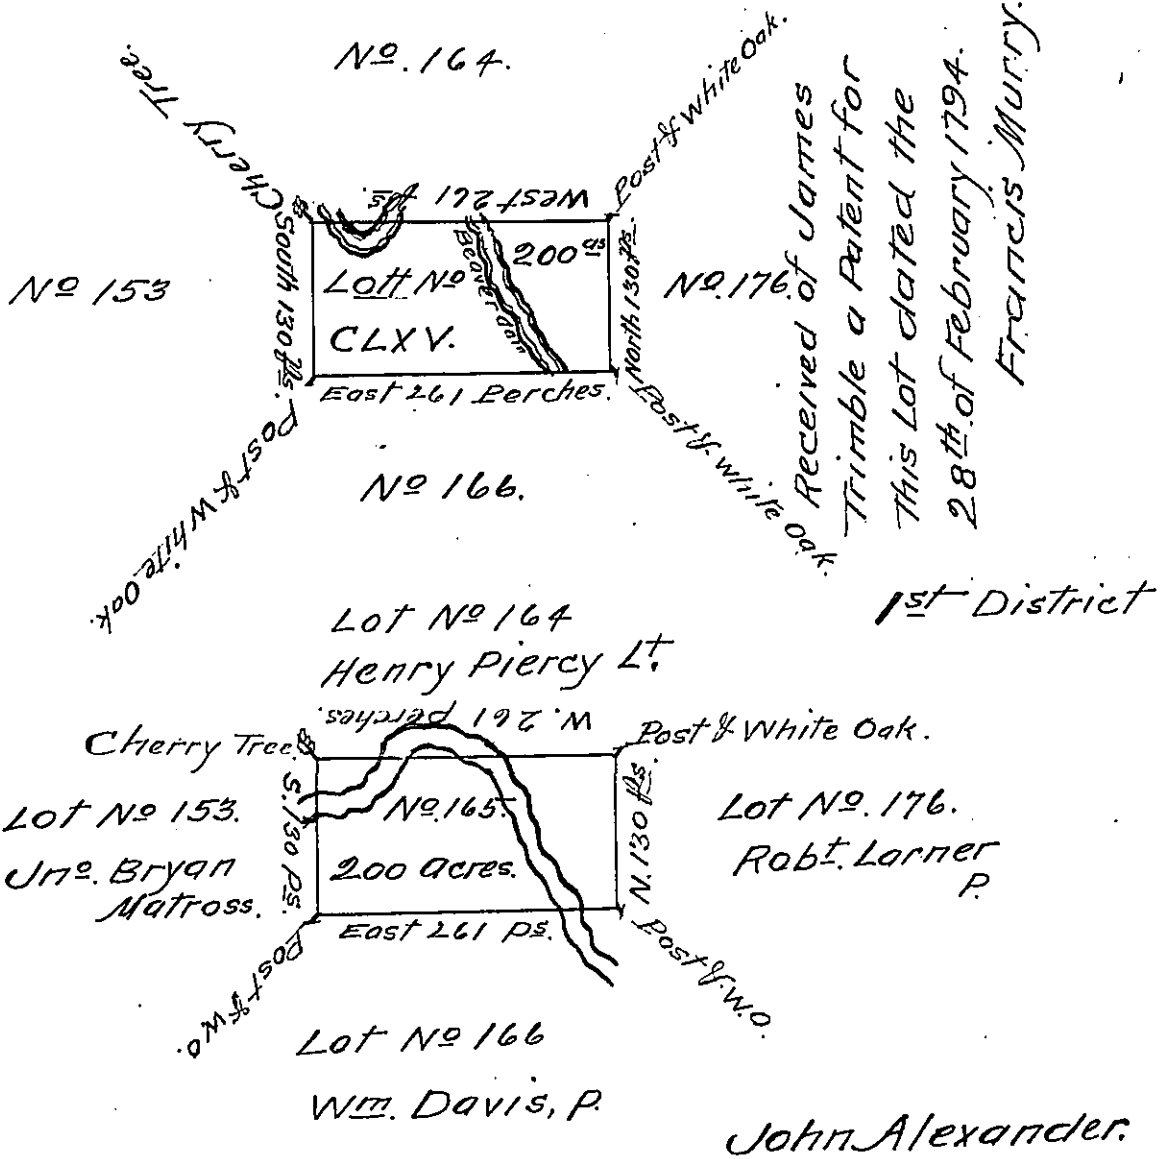 No. 164.
Cherry Tree.
Post & White Oak.
West 261 Ps.
South 130 Ps.
No 153
Lott No
CLXV.
Beaver dam
200 as
North 130 Ps.
No. 176.
East 261 Perches.
Post & White Oak.
Post & White Oak.
No 166.
Received of James
Trimble a Patent for
This Lot dated the
28th. of February 1794.
Francis Murry.
1st District
Lot No 164
Henry Piercy Lt.
W. 261 perches.
Cherry Tree.
Post & White Oak.
Lot No 153.
Jno. Bryan
Matross.
S. 130 Ps.
No. 165.
200 acres.
N. 130 Ps.
Lot No. 176.
Robt. Larner
P.
East 261 Ps.
Post & W.O.
Post & W.O.
Lot No 166
Wm. Davis, P.
John Alexander.